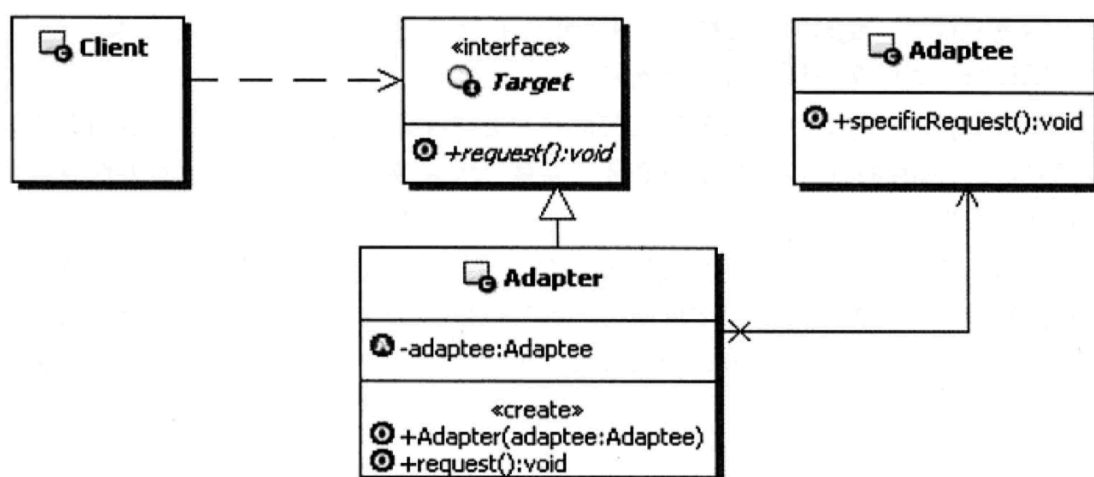 Client
«interface»
Target
+request():void
Adaptee
+specificRequest():void
Adapter
-adaptee:Adaptee
«create»
+Adapter(adaptee:Adaptee)
+request():void